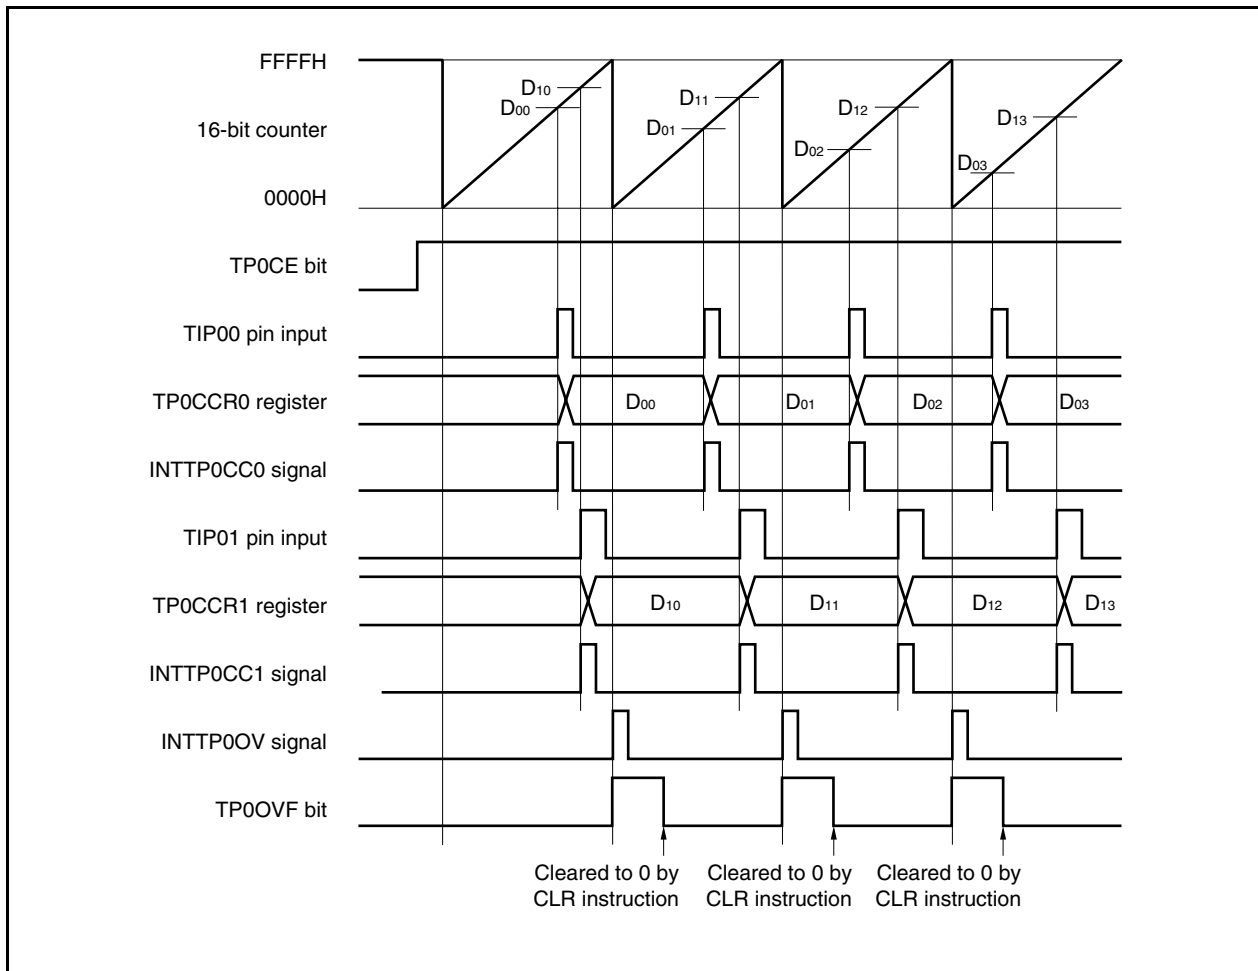 FFFFH
D10
D00
D11
D01
D12
D02
D13
D03
16-bit counter
0000H
TP0CE bit
TIP00 pin input
TP0CCR0 register
D00
D01
D02
D03
INTTP0CC0 signal
TIP01 pin input
TP0CCR1 register
D10
D11
D12
D13
INTTP0CC1 signal
INTTP0OV signal
TP0OVF bit
Cleared to 0 by
CLR instruction
Cleared to 0 by
CLR instruction
Cleared to 0 by
CLR instruction